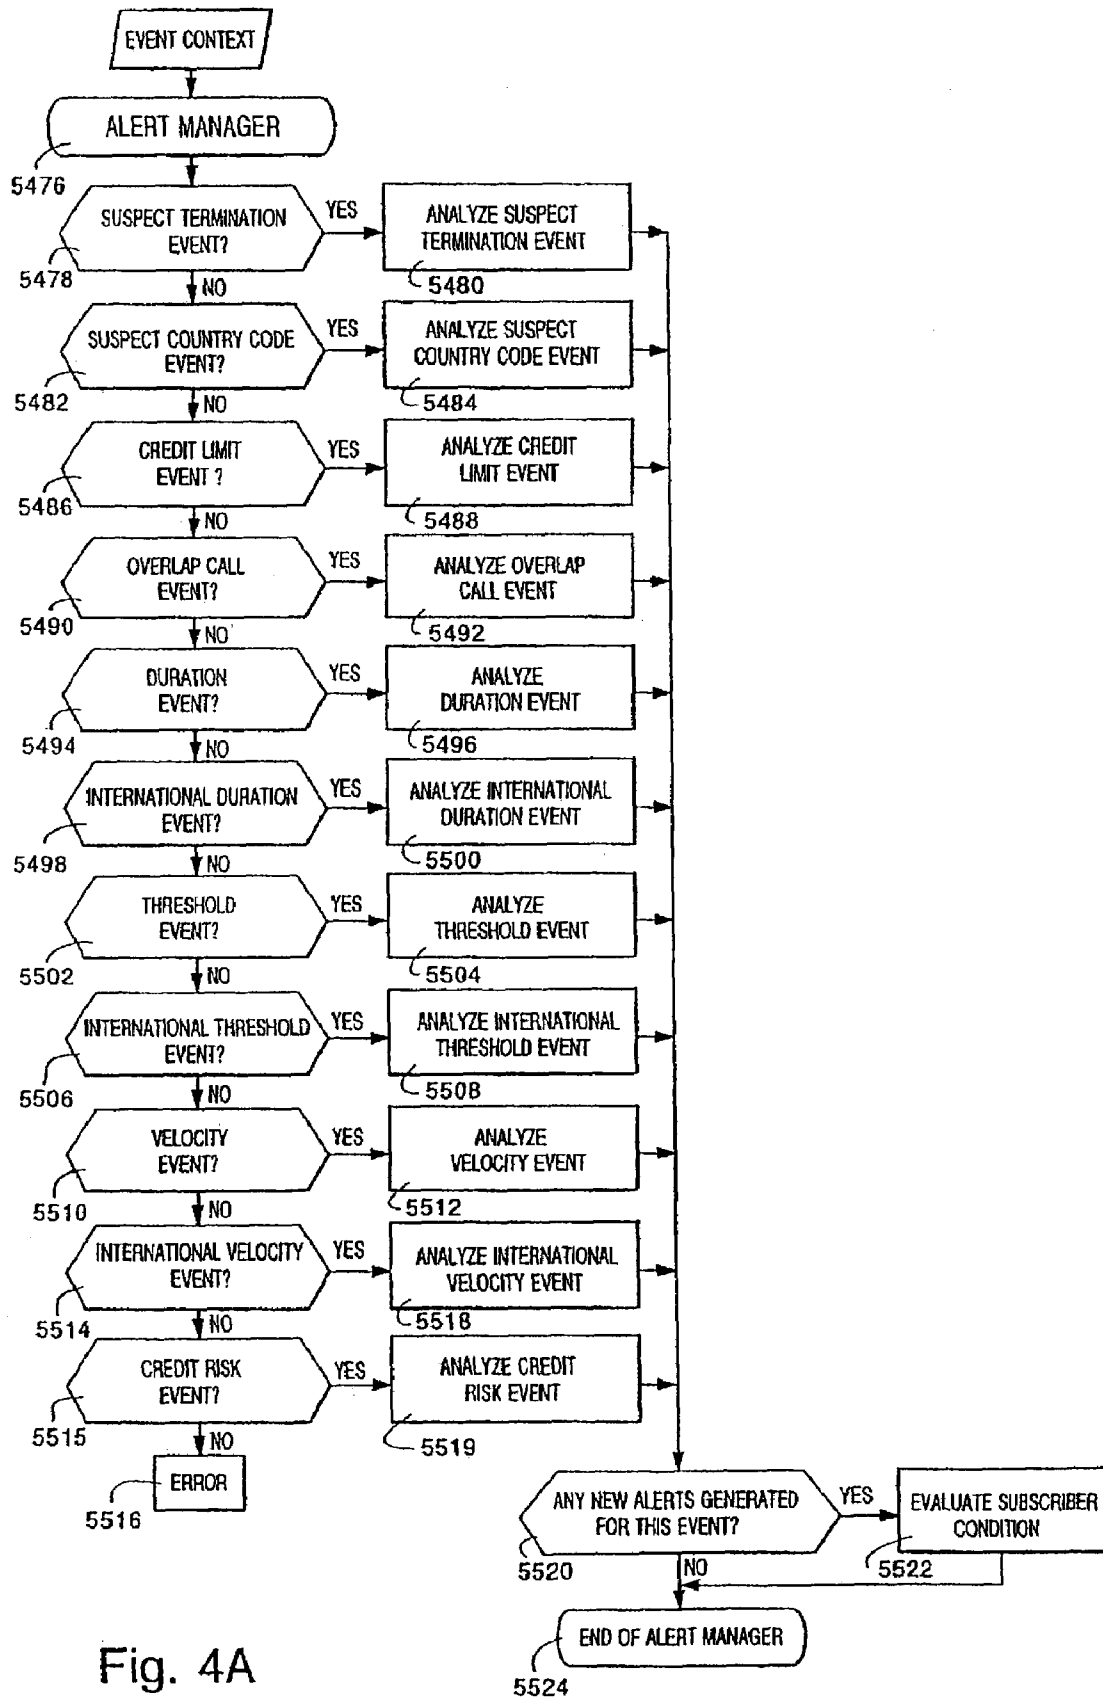 EVENT CONTEXT
ALERT MANAGER
5476
SUSPECT TERMINATION
EVENT?
5478
YES
ANALYZE SUSPECT
TERMINATION EVENT
5480
NO
SUSPECT COUNTRY CODE
EVENT?
5482
YES
ANALYZE SUSPECT
COUNTRY CODE EVENT
5484
NO
CREDIT LIMIT
EVENT ?
5486
YES
ANALYZE CREDIT
LIMIT EVENT
5488
NO
OVERLAP CALL
EVENT?
5490
YES
ANALYZE OVERLAP
CALL EVENT
5492
NO
DURATION
EVENT?
5494
YES
ANALYZE
DURATION EVENT
5496
NO
INTERNATIONAL DURATION
EVENT?
5498
YES
ANALYZE INTERNATIONAL
DURATION EVENT
5500
NO
THRESHOLD
EVENT?
5502
YES
ANALYZE
THRESHOLD EVENT
5504
NO
INTERNATIONAL THRESHOLD
EVENT?
5506
YES
ANALYZE INTERNATIONAL
THRESHOLD EVENT
5508
NO
VELOCITY
EVENT?
5510
YES
ANALYZE
VELOCITY EVENT
5512
NO
INTERNATIONAL VELOCITY
EVENT?
5514
YES
ANALYZE INTERNATIONAL
VELOCITY EVENT
5518
NO
CREDIT RISK
EVENT?
5515
YES
ANALYZE CREDIT
RISK EVENT
5519
NO
ERROR
5516
ANY NEW ALERTS GENERATED
FOR THIS EVENT?
5520
YES
EVALUATE SUBSCRIBER
CONDITION
5522
NO
END OF ALERT MANAGER
5524
Fig. 4A